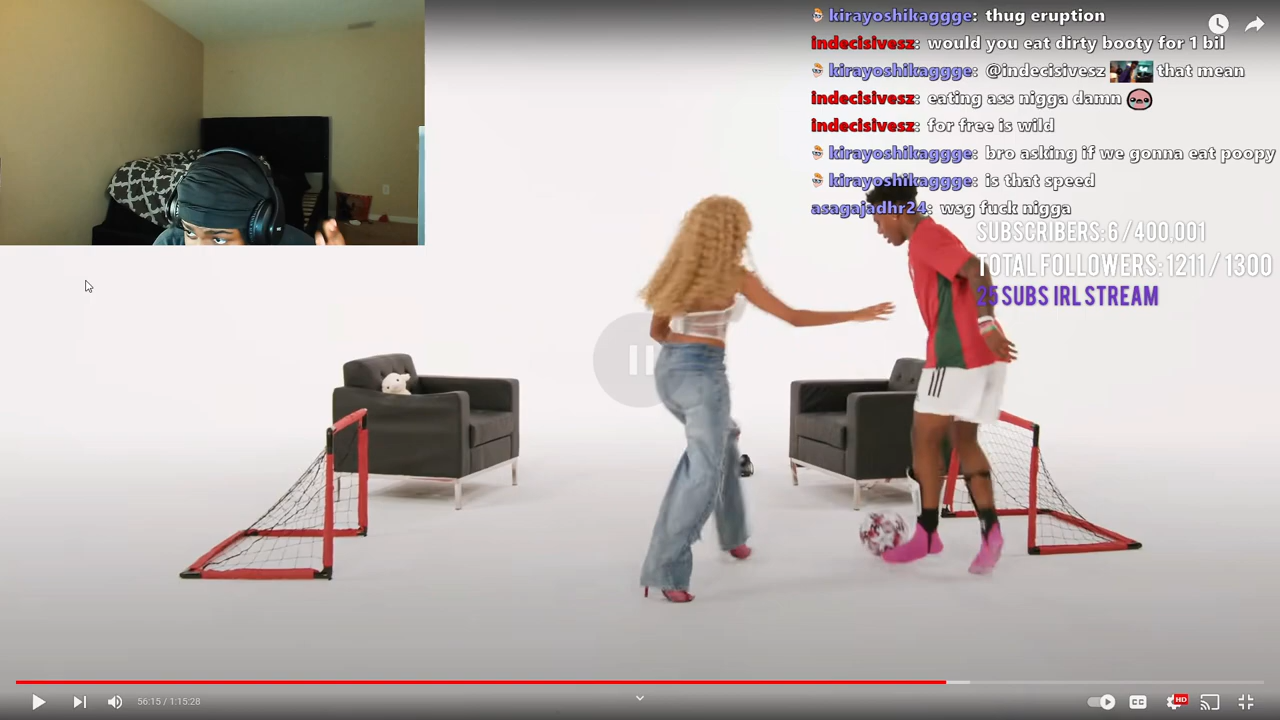 kirayoshikaggge: thug eruption
indecisivesz: would you eat dirty booty for 1 bil
kirayoshikaggge: @indecisivesz that mean
indecisivesz: eating ass nigga damn
indecisivesz: for free is wild
kirayoshikaggge: bro asking if we gonna eat poopy
kirayoshikaggge: is that speed
asagajadhr24: wsg fuck nigga
SUBSCRIBERS: 6 / 400,001
TOTAL FOLLOWERS: 1211 / 1300
25 SUBS IRL STREAM
56:15 / 1:15:28
CC
HD